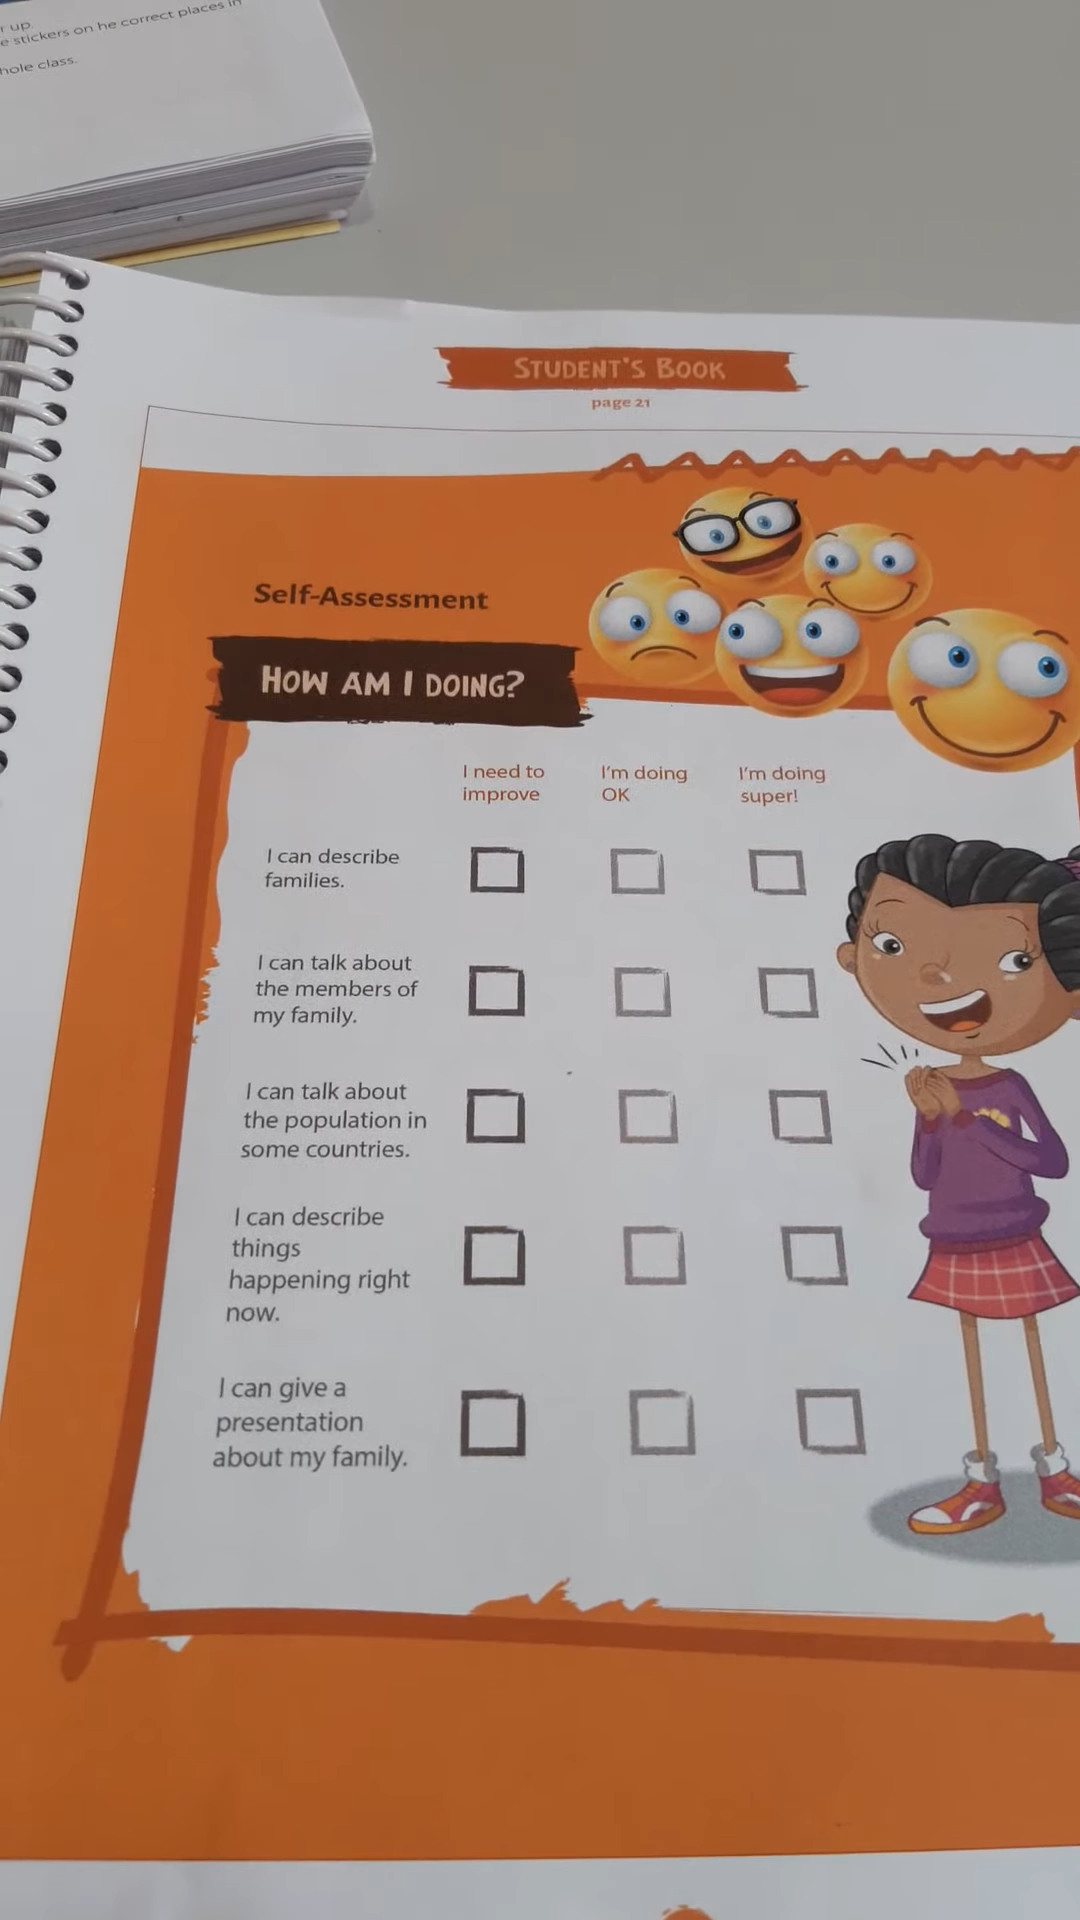 r up.
e stickers on he correct places in
hole class.
STUDENT'S BOOK
page 21
Self-Assessment
HOW AM I DOING?
I need to improve
I'm doing OK
I'm doing super!
I can describe
families.
I can talk about
the members of
my family.
I can talk about
the population in
some countries.
I can describe
things
happening right
now.
I can give a
presentation
about my family.